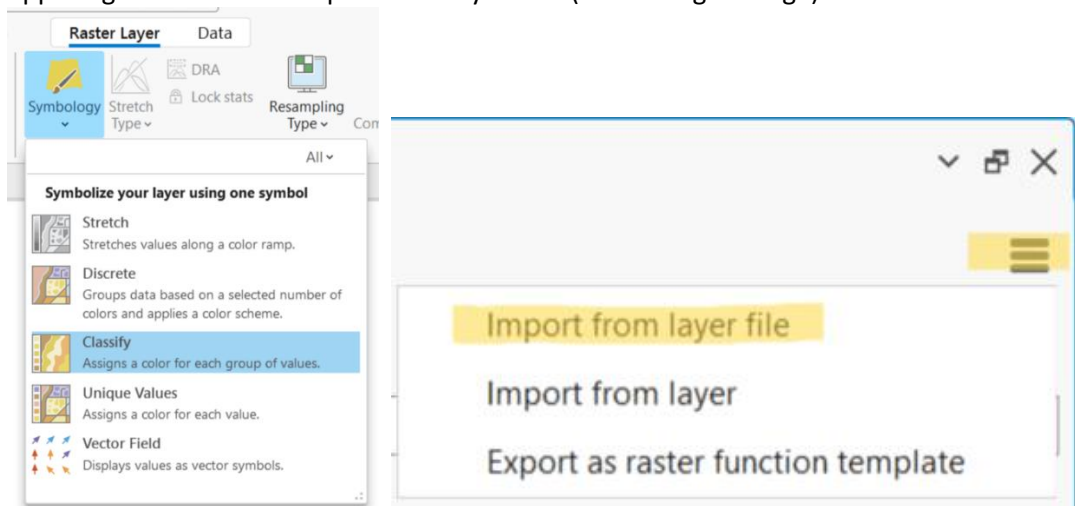 Raster Layer Data
Symbology
Stretch
Type
DRA
Lock stats
Resampling
Type
All
Symbolize your layer using one symbol
Stretch
Stretches values along a color ramp.
Discrete
Groups data based on a selected number of
colors and applies a color scheme.
Classify
Assigns a color for each group of values.
Unique Values
Assigns a color for each value.
Vector Field
Displays values as vector symbols.
Import from layer file
Import from layer
Export as raster function template